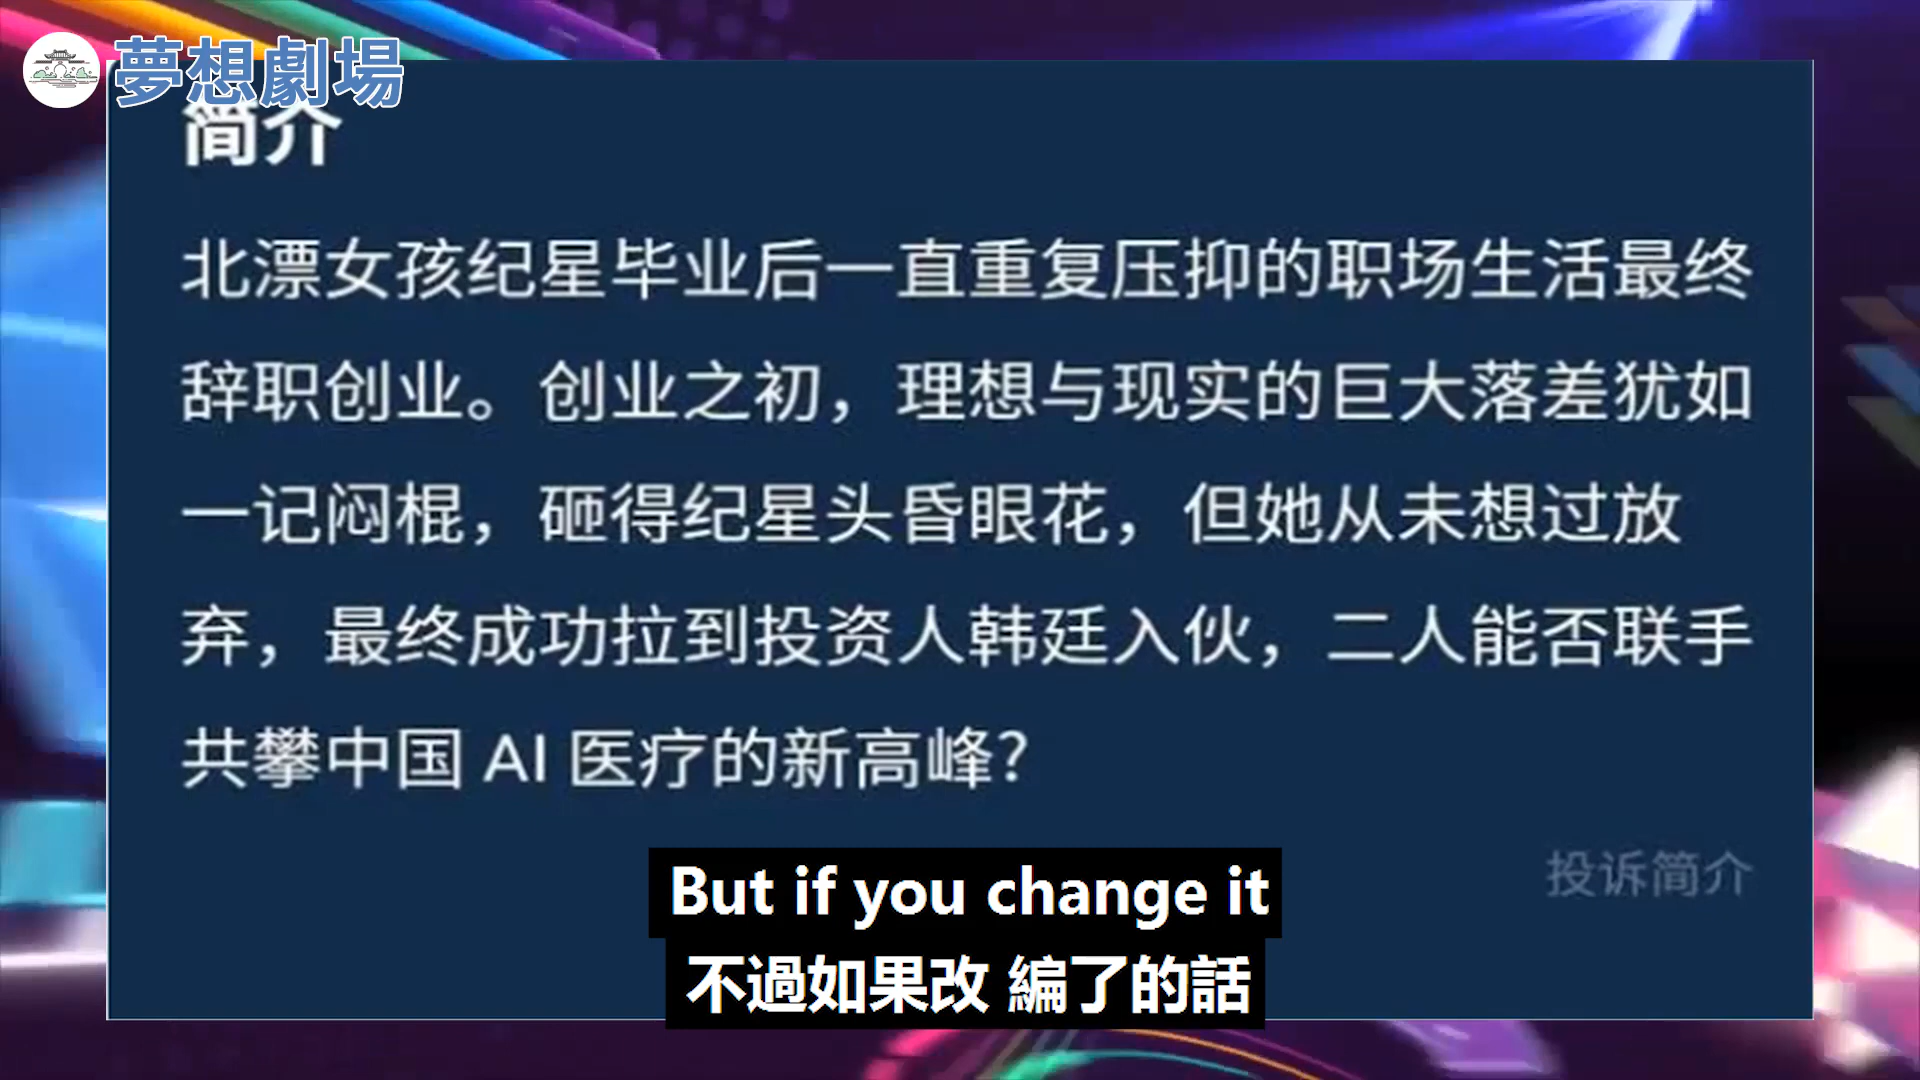 夢想劇場
简介
北漂女孩纪星毕业后一直重复压抑的职场生活最终
辞职创业。创业之初，理想与现实的巨大落差犹如
一记闷棍，砸得纪星头昏眼花，但她从未想过放
弃，最终成功拉到投资人韩廷入伙，二人能否联手
共攀中国 AI 医疗的新高峰？
投诉简介
But if you change it
不過如果改 編了的話